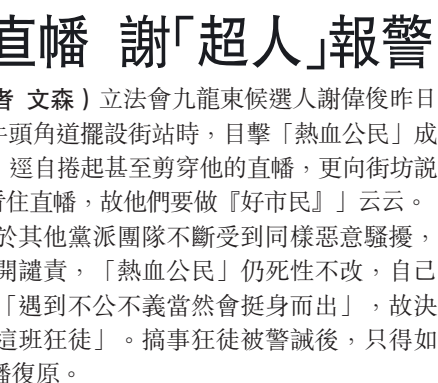 直幡 謝「超人」報警
者 文森）立法會九龍東候選人謝偉俊昨日
牛頭角道擺設街站時，目擊「熱血公民」成
逕自捲起甚至剪穿他的直幡，更向街坊説
住直幡，故他們要做『好市民』」云云。
於其他黨派團隊不斷受到同樣惡意騷擾，
開譴責，「熱血公民」仍死性不改，自己
「遇到不公不義當然會挺身而出」，故決
這班狂徒」。搞事狂徒被警誡後，只得如
播復原。